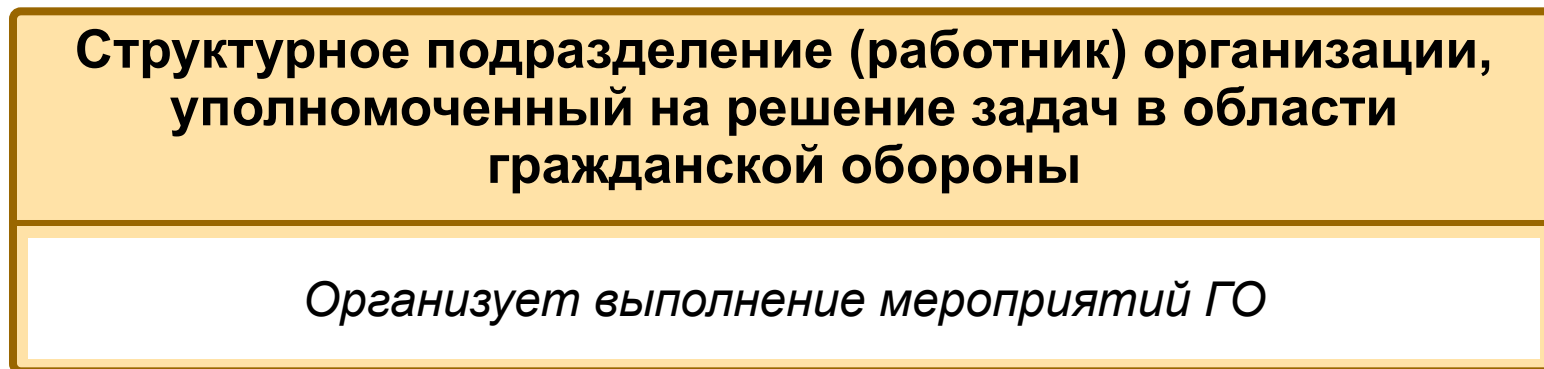 Структурное подразделение (работник) организации,
уполномоченный на решение задач в области
гражданской обороны
Организует выполнение мероприятий ГО